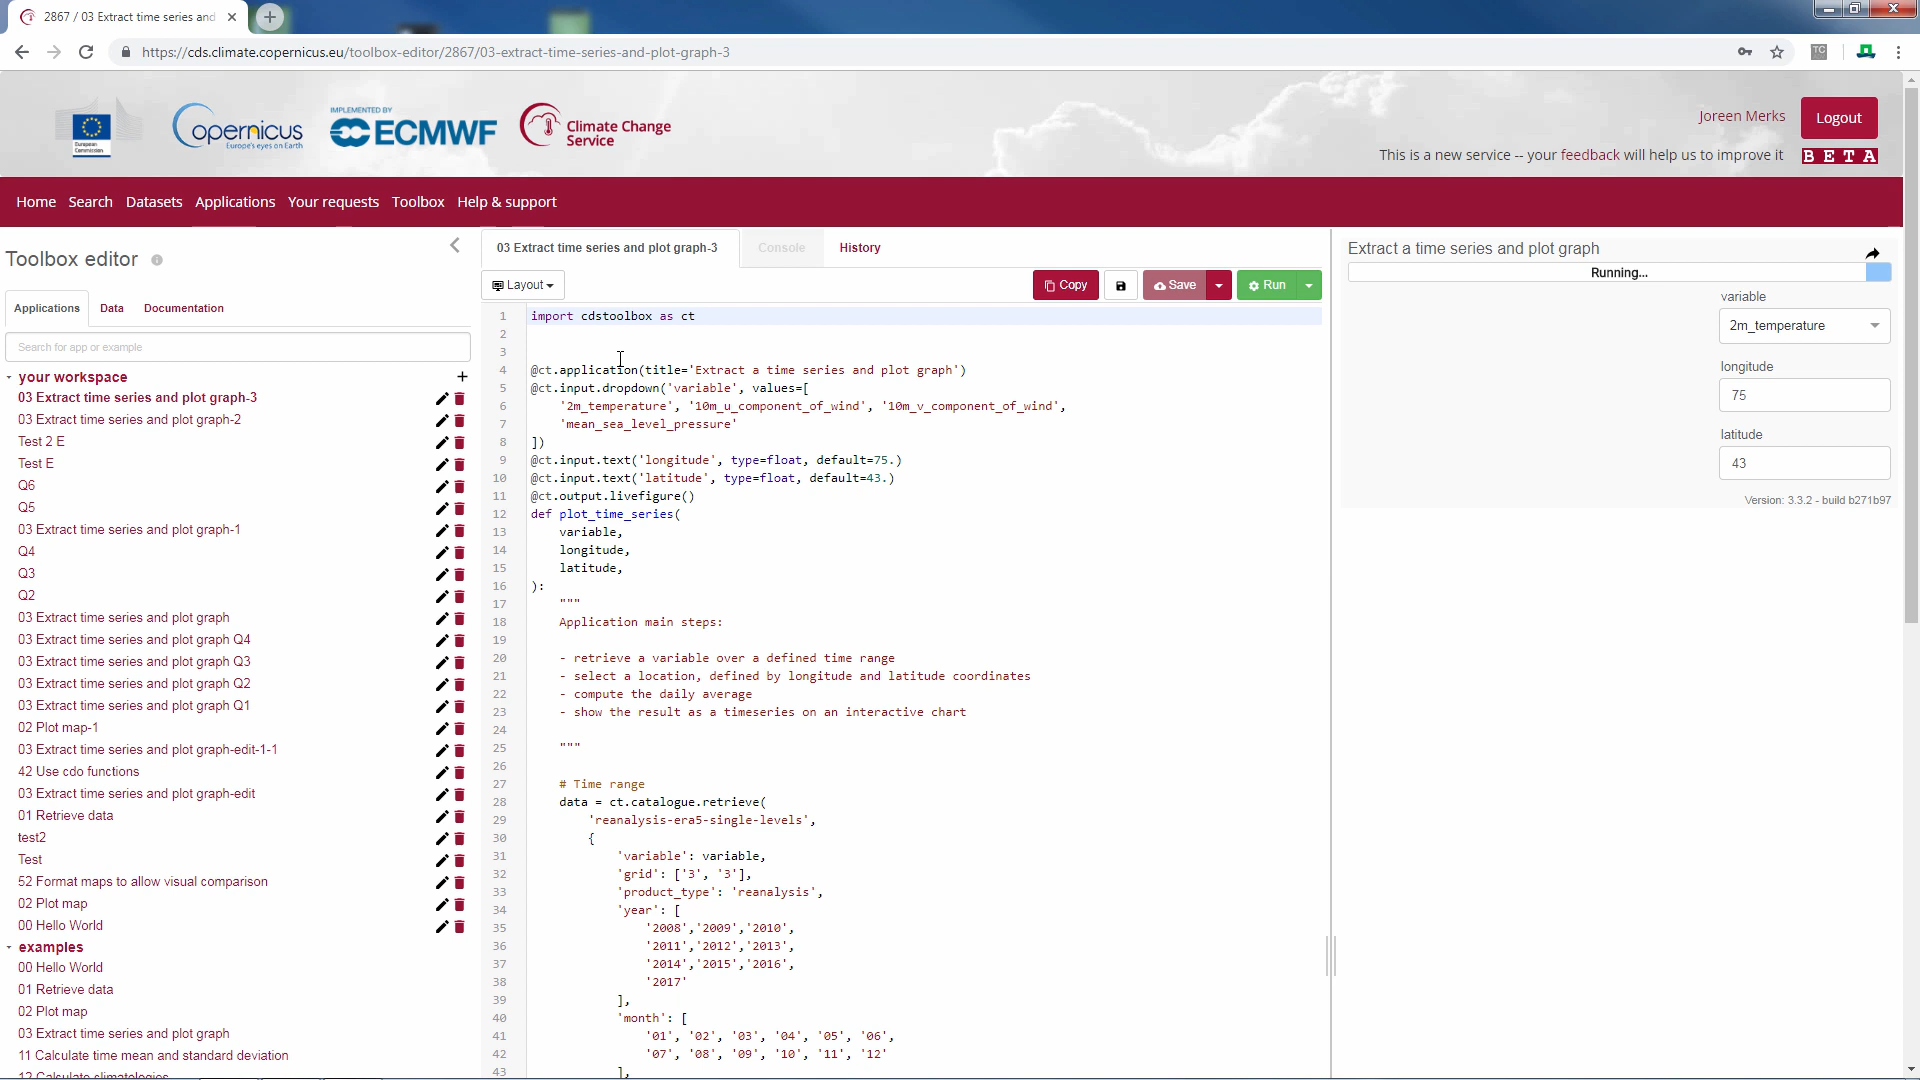 2867 / 03 Extract time series and
https://cds.climate.copernicus.eu/toolbox-editor/2867/03-extract-time-series-and-plot-graph-3
TC
European
Commission
opernicus
Europe's eyes on Earth
IMPLEMENTED BY
ECMWF
Climate Change
Service
Joreen Merks
Logout
This is a new service -- your feedback will help us to improve it
BETA
Home Search Datasets Applications Your requests Toolbox Help & support
Toolbox editor
Applications Data Documentation
Search for app or example
your workspace
03 Extract time series and plot graph-3
03 Extract time series and plot graph-2
Test 2 E
Test E
Q6
Q5
03 Extract time series and plot graph-1
Q4
Q3
Q2
03 Extract time series and plot graph
03 Extract time series and plot graph Q4
03 Extract time series and plot graph Q3
03 Extract time series and plot graph Q2
03 Extract time series and plot graph Q1
02 Plot map-1
03 Extract time series and plot graph-edit-1-1
42 Use cdo functions
03 Extract time series and plot graph-edit
01 Retrieve data
test2
Test
52 Format maps to allow visual comparison
02 Plot map
00 Hello World
examples
00 Hello World
01 Retrieve data
02 Plot map
03 Extract time series and plot graph
11 Calculate time mean and standard deviation
12 Calculate climatologies
03 Extract time series and plot graph-3 Console History
Layout Copy Save Run
1 import cdstoolbox as ct
2
3
4 @ct.application(title='Extract a time series and plot graph')
5 @ct.input.dropdown('variable', values=[
6 '2m_temperature', '10m_u_component_of_wind', '10m_v_component_of_wind',
7 'mean_sea_level_pressure'
8 ])
9 @ct.input.text('longitude', type=float, default=75.)
10 @ct.input.text('latitude', type=float, default=43.)
11 @ct.output.livefigure()
12 def plot_time_series(
13 variable,
14 longitude,
15 latitude,
16 ):
17 """
18 Application main steps:
19
20 - retrieve a variable over a defined time range
21 - select a location, defined by longitude and latitude coordinates
22 - compute the daily average
23 - show the result as a timeseries on an interactive chart
24
25 """
26
27 # Time range
28 data = ct.catalogue.retrieve(
29 'reanalysis-era5-single-levels',
30 {
31 'variable': variable,
32 'grid': ['3', '3'],
33 'product_type': 'reanalysis',
34 'year': [
35 '2008','2009','2010',
36 '2011','2012','2013',
37 '2014','2015','2016',
38 '2017'
39 ],
40 'month': [
41 '01', '02', '03', '04', '05', '06',
42 '07', '08', '09', '10', '11', '12'
43 ],
Extract a time series and plot graph
Running...
variable
2m_temperature
longitude
75
latitude
43
Version: 3.3.2 - build b271b97